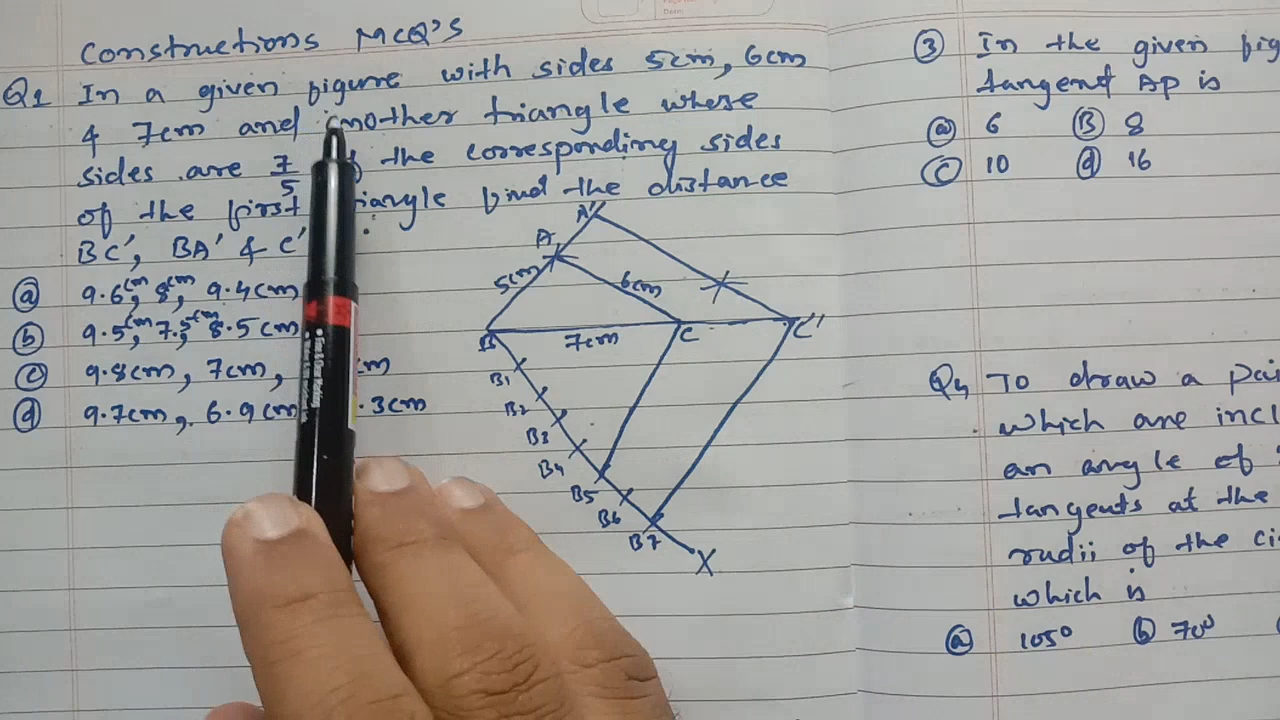 Constructions MCQ's
Q1 In a given figure with sides 5cm, 6cm
& 7cm and another triangle whose
sides are 7/5 the corresponding sides
of the first find the distance
BC', BA' & C'
(a) 9.6cm, 8cm, 9.4cm
(b) 9.5cm, 7.5cm, 8.5cm
(c) 9.8cm, 7cm, cm
(d) 9.7cm, 6.9cm .3cm
A'
A
5cm
6cm
B
7cm
C
C'
B1
B2
B3
B4
B5
B6
B7
X
(3) In the given
tangent AP is
(a) 6 (B) 8
(c) 10 (d) 16
Q4 To draw a
which are
an angle of
tangents at the
radii of the
which is
(a) 105° (b) 70°